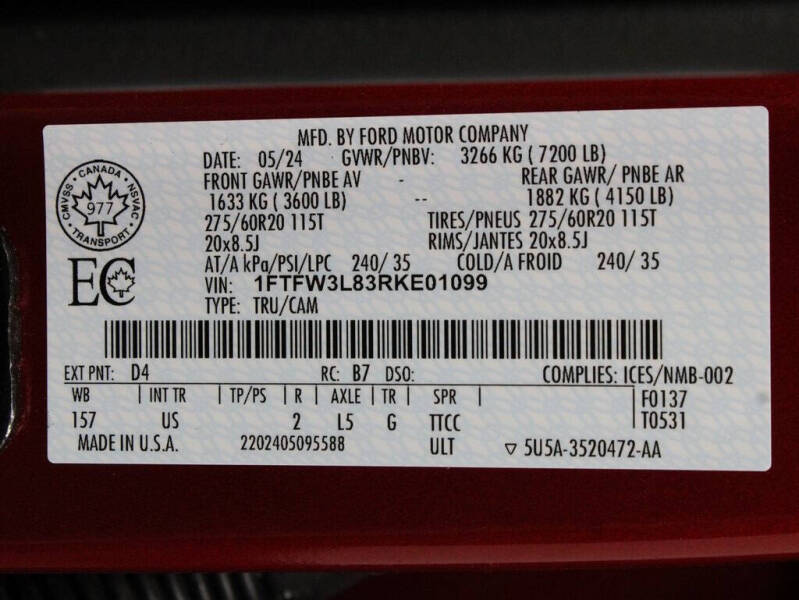 MFD. BY FORD MOTOR COMPANY
DATE: 05/24 GVWR/PNBV: 3266 KG ( 7200 LB)
FRONT GAWR/PNBE AV - REAR GAWR/ PNBE AR
1633 KG ( 3600 LB) -- 1882 KG ( 4150 LB)
275/60R20 115T TIRES/PNEUS 275/60R20 115T
20x8.5J RIMS/JANTES 20x8.5J
AT/A kPa/PSI/LPC 240/ 35 COLD/A FROID 240/ 35
VIN: 1FTFW3L83RKE01099
TYPE: TRU/CAM
CANADA
CMVSS 977 NSVAC
TRANSPORT
EC
EXT PNT: D4 RC: B7 DSO: COMPLIES: ICES/NMB-002
WB INT TR TP/PS R AXLE TR SPR F0137
157 US 2 L5 G TTCC T0531
MADE IN U.S.A. 2202405095588 ULT ▽ 5U5A-3520472-AA